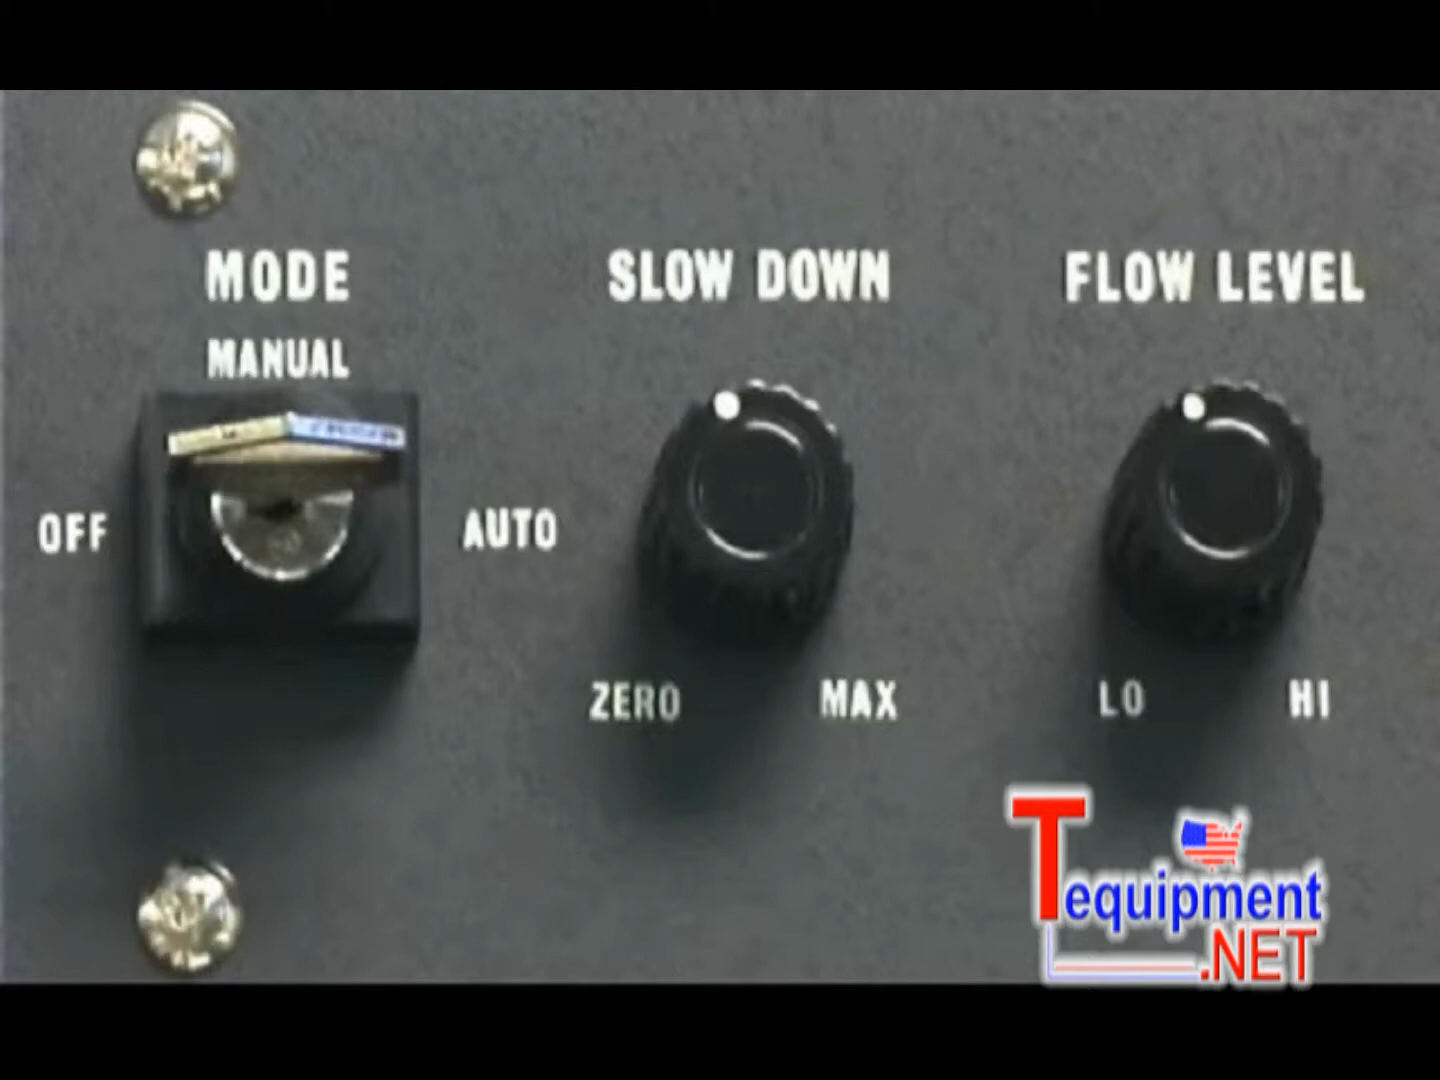 MODE
SLOW DOWN
FLOW LEVEL
MANUAL
OFF
AUTO
ZERO
MAX
LO
HI
Tequipment
.NET